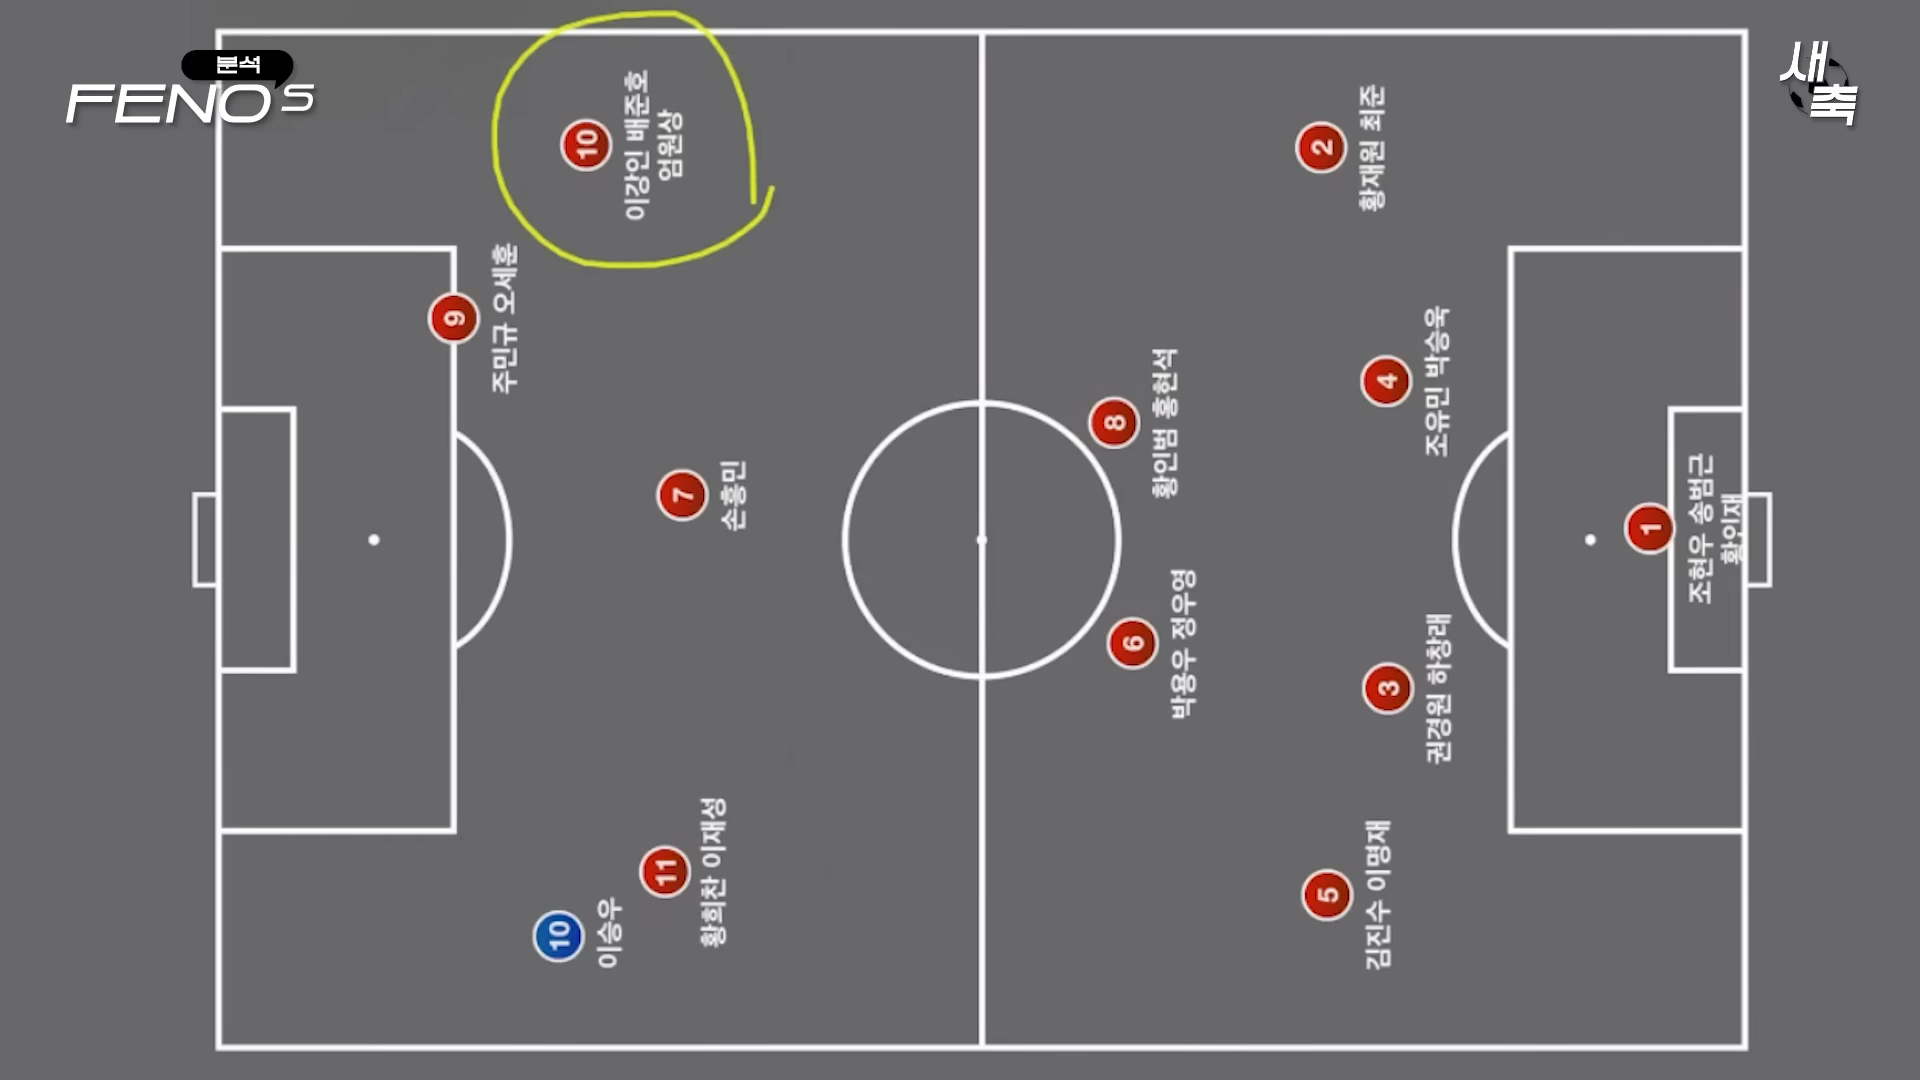 분석
FENO S
새
축
10
이강인 배준호
엄원상
9
주민규 오세훈
7
손흥민
11
황희찬 이재성
10
이승우
8
황인범 홍현석
6
박용우 정우영
2
황재원 최준
4
조유민 박승욱
3
권경원 하창래
5
김진수 이명재
1
조현우 송범근
황인재